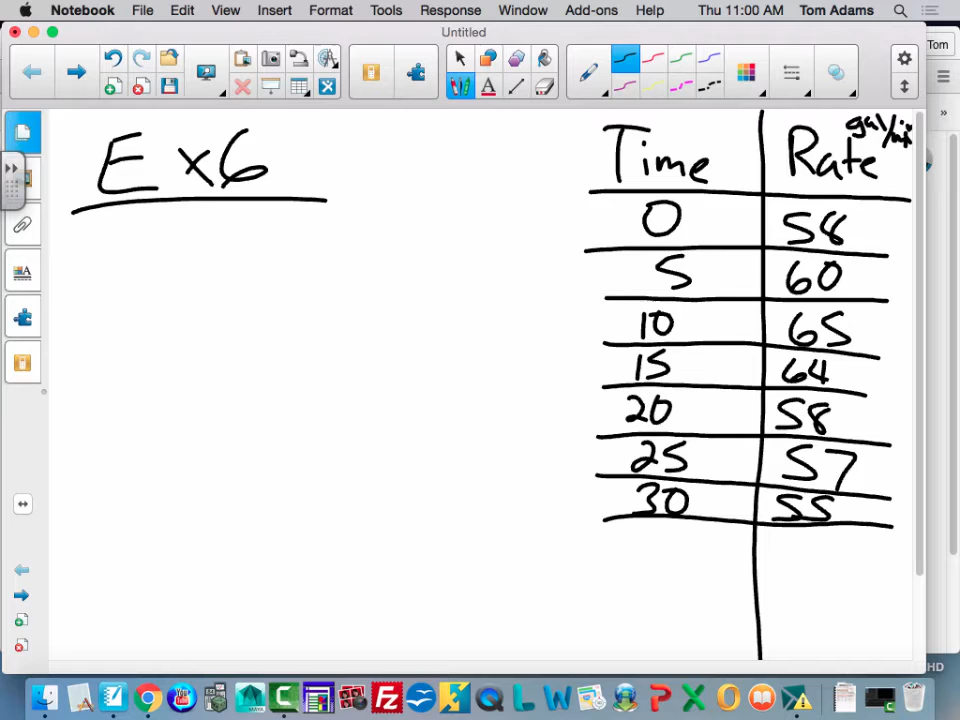 Notebook File Edit View Insert Format Tools Response Window Add-ons Help Thu 11:00 AM Tom Adams
Untitled
Tom
Ex6
Time Rate gal/min
0 58
5 60
10 65
15 64
20 58
25 57
30 55
HD